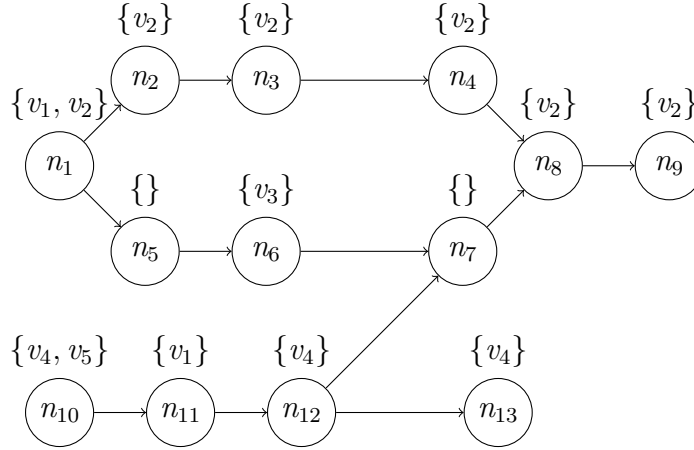 {v₂} {v₂} {v₂}
n₂ n₃ n₄
{v₁, v₂} {v₂} {v₂}
n₁ n₈ n₉
{} {v₃} {}
n₅ n₆ n₇
{v₄, v₅} {v₁} {v₄} {v₄}
n₁₀ n₁₁ n₁₂ n₁₃